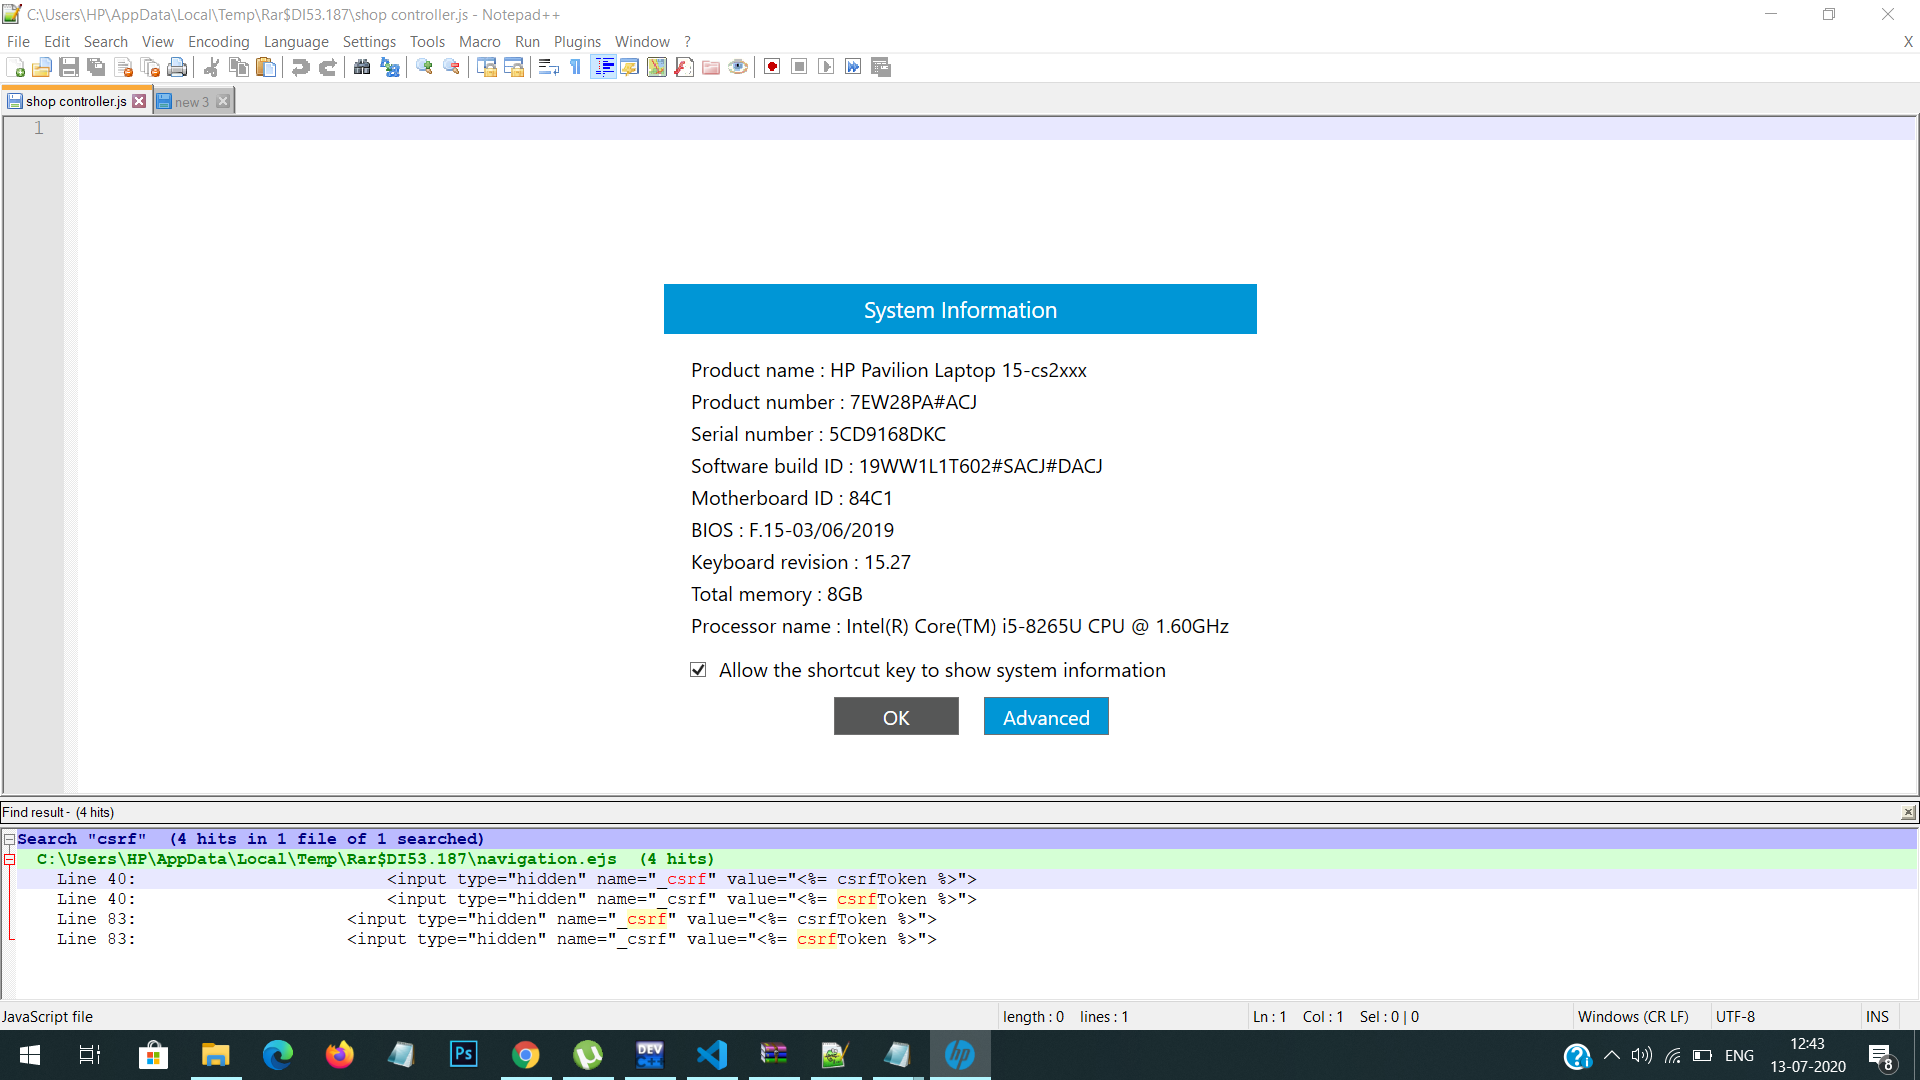 C:\Users\HP\AppData\Local\Temp\Rar$DI53.187\shop controller.js - Notepad++
File Edit Search View Encoding Language Settings Tools Macro Run Plugins Window ? X
shop controller.js new 3
1
System Information
Product name : HP Pavilion Laptop 15-cs2xxx
Product number : 7EW28PA#ACJ
Serial number : 5CD9168DKC
Software build ID : 19WW1L1T602#SACJ#DACJ
Motherboard ID : 84C1
BIOS : F.15-03/06/2019
Keyboard revision : 15.27
Total memory : 8GB
Processor name : Intel(R) Core(TM) i5-8265U CPU @ 1.60GHz
Allow the shortcut key to show system information
OK Advanced
Find result - (4 hits)
Search "csrf" (4 hits in 1 file of 1 searched)
C:\Users\HP\AppData\Local\Temp\Rar$DI53.187\navigation.ejs (4 hits)
Line 40: <input type="hidden" name="_csrf" value="<%= csrfToken %>">
Line 40: <input type="hidden" name="_csrf" value="<%= csrfToken %>">
Line 83: <input type="hidden" name="_csrf" value="<%= csrfToken %>">
Line 83: <input type="hidden" name="_csrf" value="<%= csrfToken %>">
JavaScript file length : 0 lines : 1 Ln : 1 Col : 1 Sel : 0 | 0 Windows (CR LF) UTF-8 INS
Ps DEV C++ hp ENG 12:43
13-07-2020 8